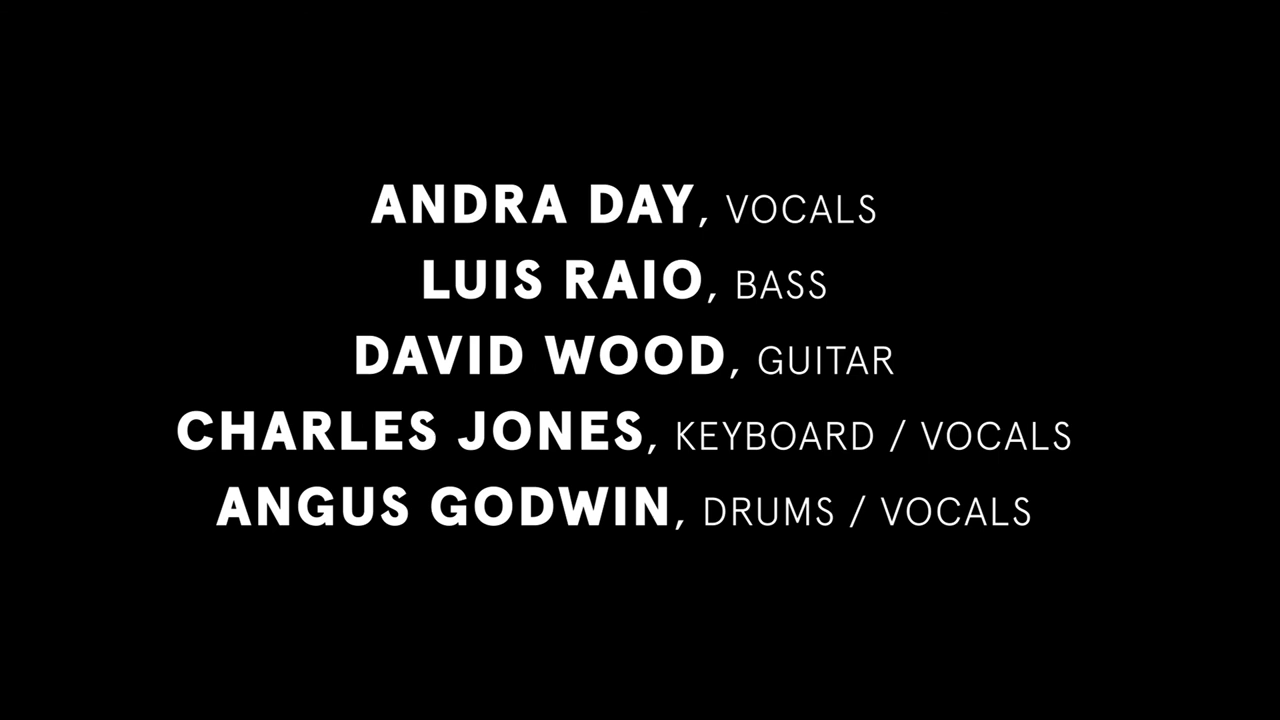 ANDRA DAY, VOCALS
LUIS RAIO, BASS
DAVID WOOD, GUITAR
CHARLES JONES, KEYBOARD / VOCALS
ANGUS GODWIN, DRUMS / VOCALS